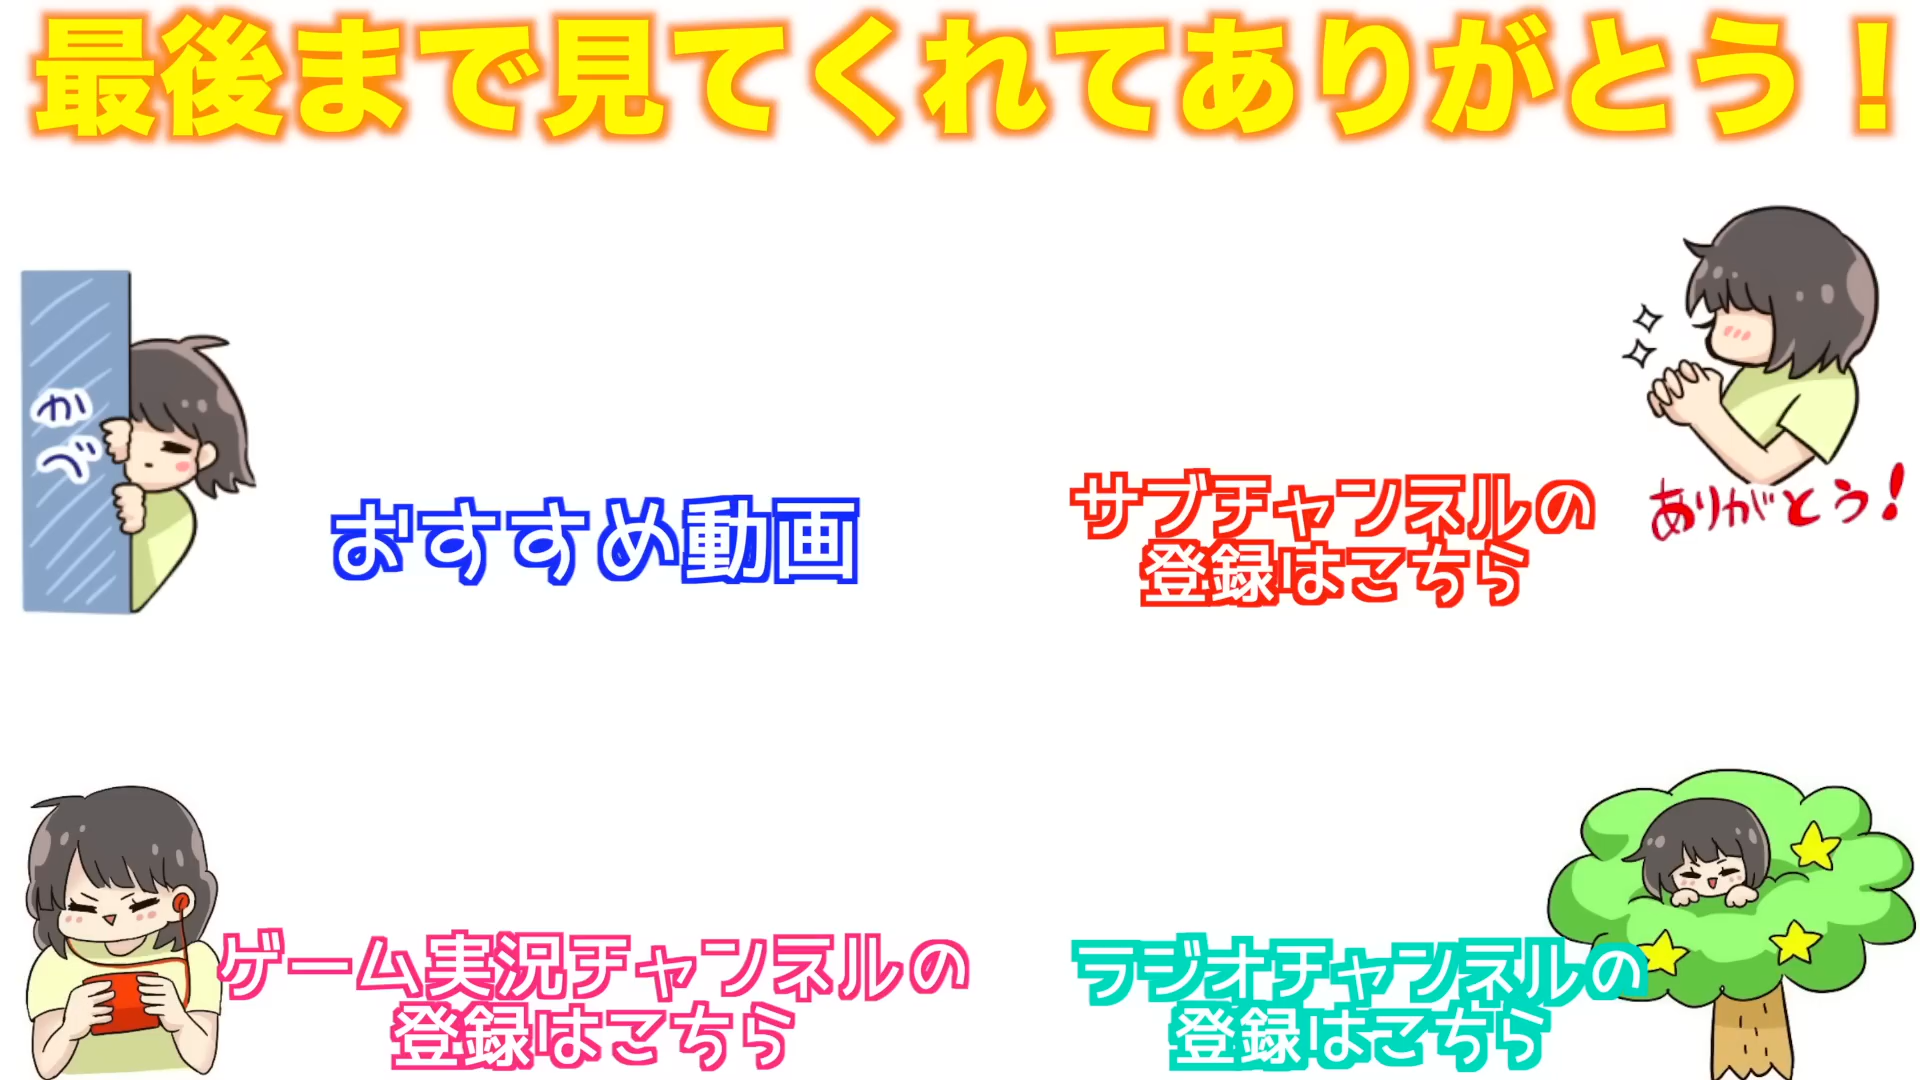 最後まで見てくれてありがとう！
かべ
おすすめ動画
サブチャンネルの
登録はこちら
ありがとう！
ゲーム実況チャンネルの
登録はこちら
ラジオチャンネルの
登録はこちら